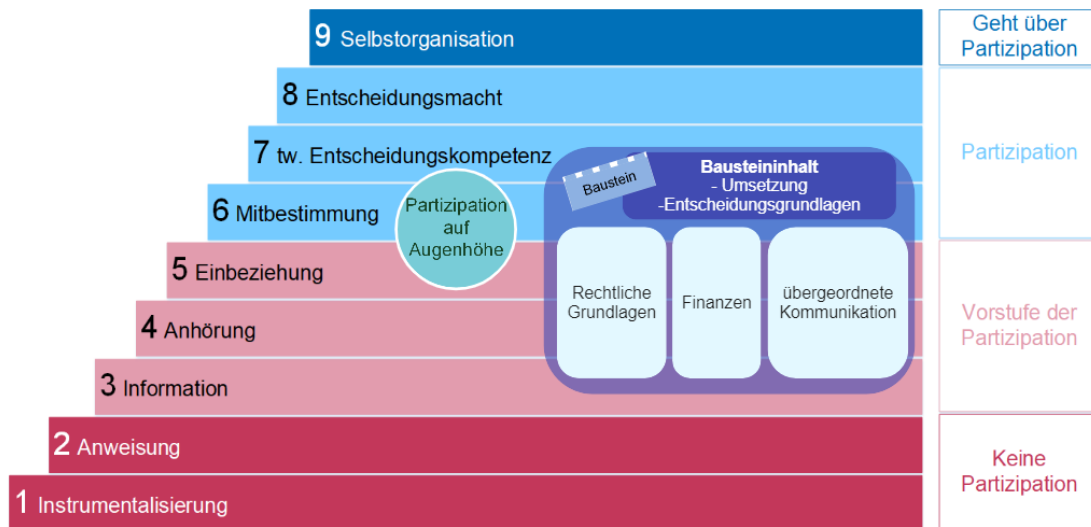 9 Selbstorganisation
Geht über
Partizipation
8 Entscheidungsmacht
7 tw. Entscheidungskompetenz
6 Mitbestimmung
Partizipation
Partizipation
auf
Augenhöhe
Baustein
Bausteininhalt
- Umsetzung
-Entscheidungsgrundlagen
5 Einbeziehung
4 Anhörung
3 Information
Rechtliche
Grundlagen
Finanzen
übergeordnete
Kommunikation
Vorstufe der
Partizipation
2 Anweisung
1 Instrumentalisierung
Keine
Partizipation